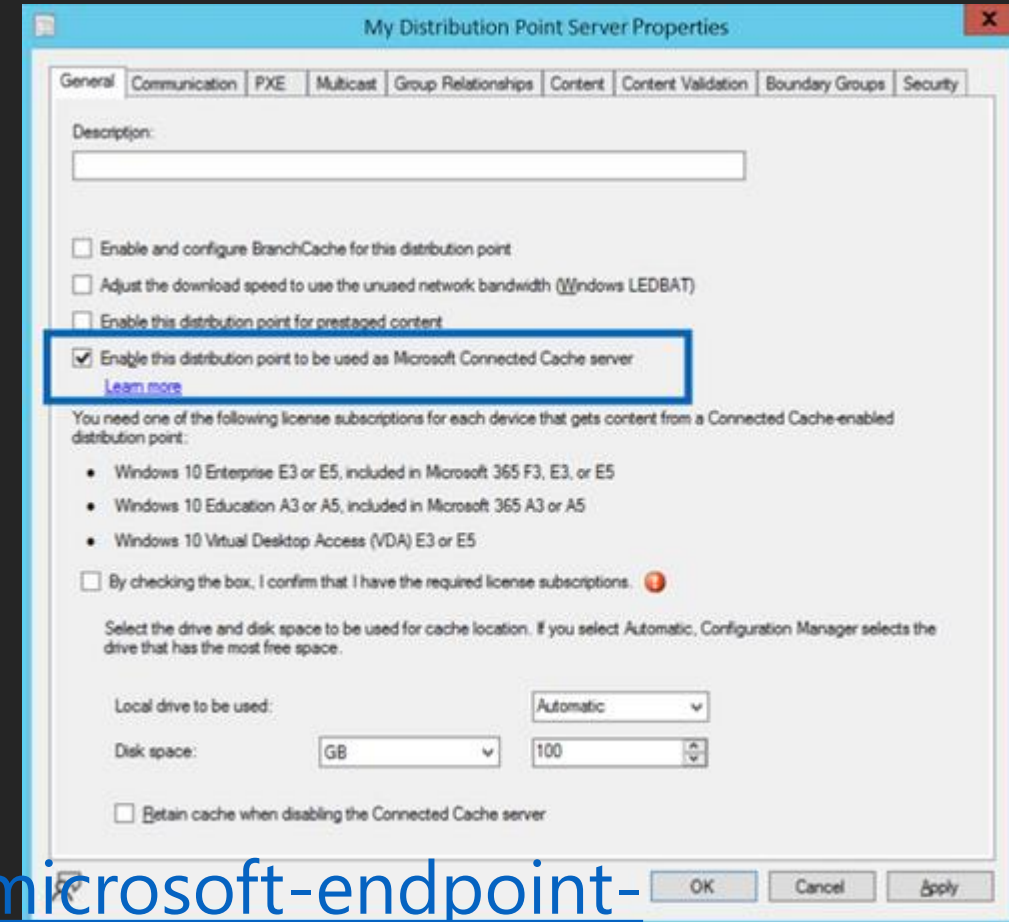 My Distribution Point Server Properties
x
General Communication PXE Multicast Group Relationships Content Content Validation Boundary Groups Security
Description:
Enable and configure BranchCache for this distribution point
Adjust the download speed to use the unused network bandwidth (Windows LEDBAT)
Enable this distribution point for prestaged content
Enable this distribution point to be used as Microsoft Connected Cache server
Learn more
You need one of the following license subscriptions for each device that gets content from a Connected Cache-enabled
distribution point:
• Windows 10 Enterprise E3 or E5, included in Microsoft 365 F3, E3, or E5
• Windows 10 Education A3 or A5, included in Microsoft 365 A3 or A5
• Windows 10 Virtual Desktop Access (VDA) E3 or E5
By checking the box, I confirm that I have the required license subscriptions.
Select the drive and disk space to be used for cache location. If you select Automatic, Configuration Manager selects the
drive that has the most free space.
Local drive to be used: Automatic
Disk space: GB 100
Retain cache when disabling the Connected Cache server
microsoft-endpoint-
OK Cancel Apply